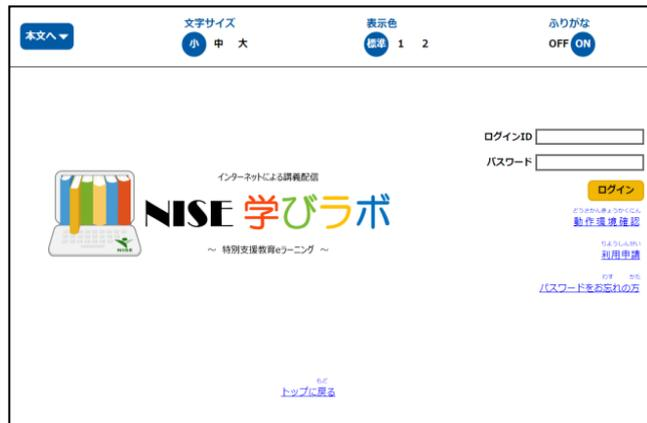 本文へ
文字サイズ
小 中 大
表示色
標準 1 2
ふりがな
OFF ON
ログインID
パスワード
ログイン
インターネットによる講義配信
NISE 学びラボ
～ 特別支援教育eラーニング ～
NISE
どうさかんきょうかくにん
動作環境確認
りようしんせい
利用申請
わす かた
パスワードをお忘れの方
もど
トップに戻る